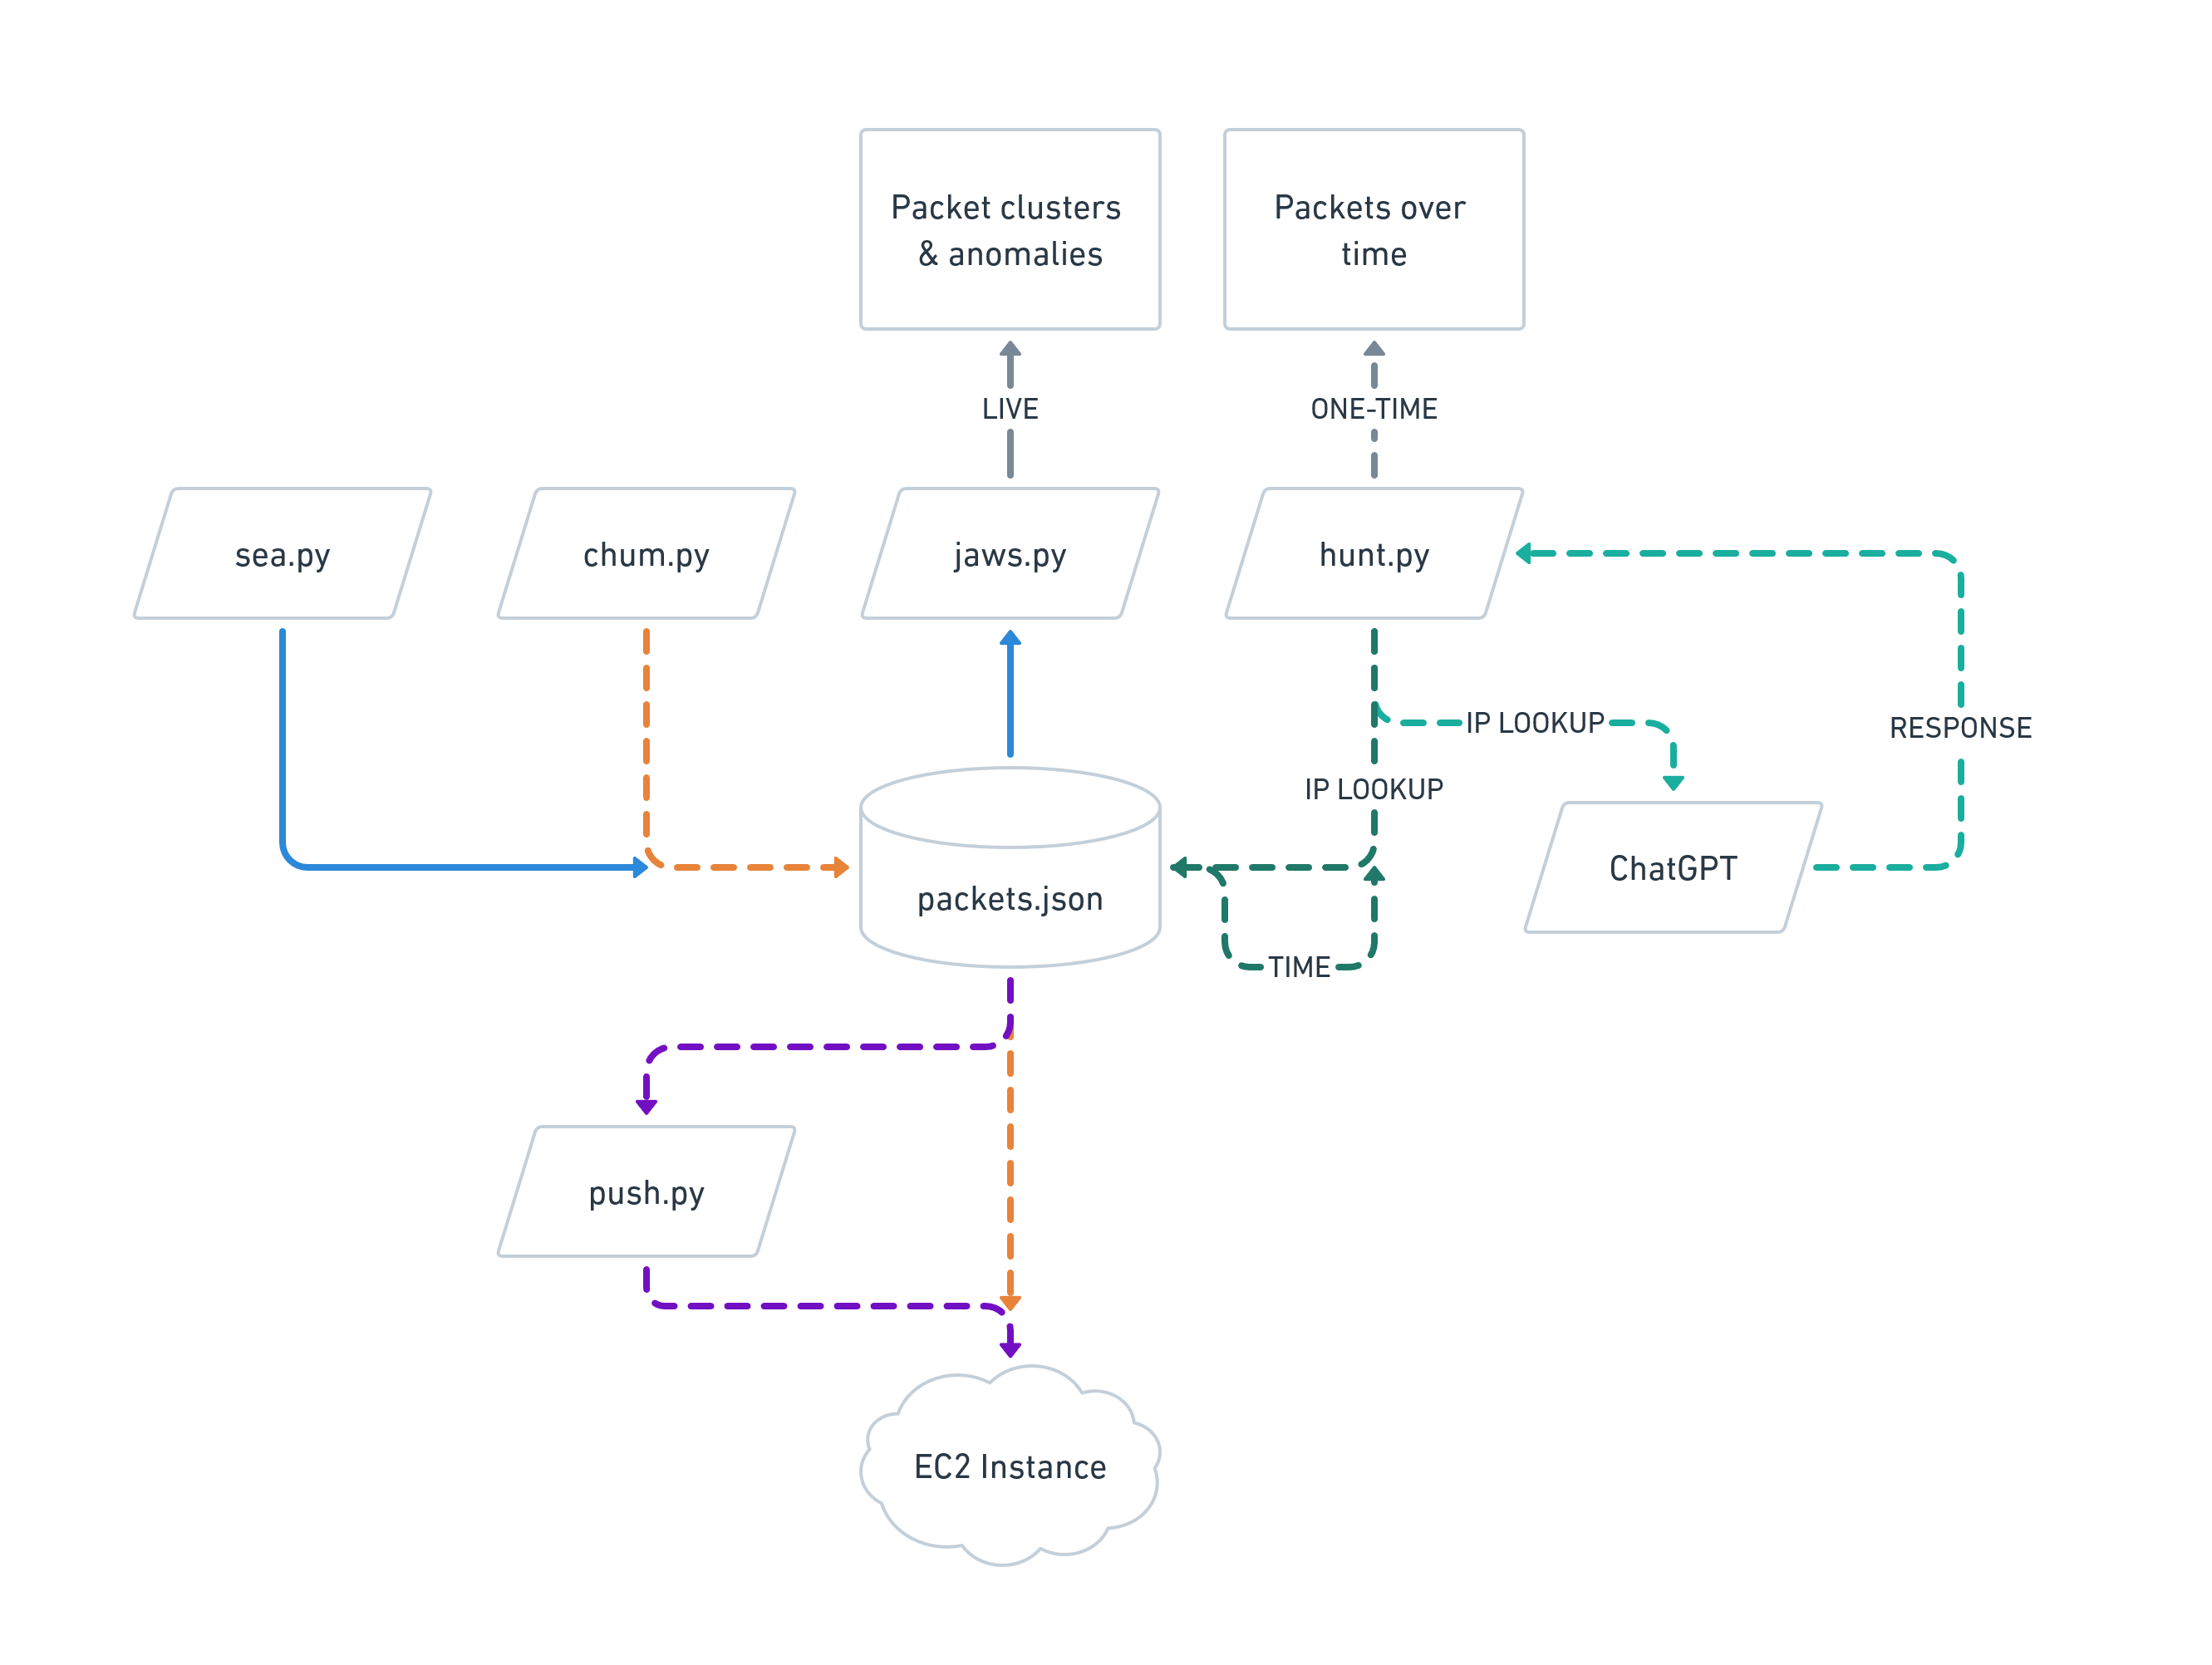 Packet clusters
& anomalies
Packets over
time
LIVE
ONE-TIME
sea.py
chum.py
jaws.py
hunt.py
IP LOOKUP
RESPONSE
IP LOOKUP
ChatGPT
packets.json
TIME
push.py
EC2 Instance